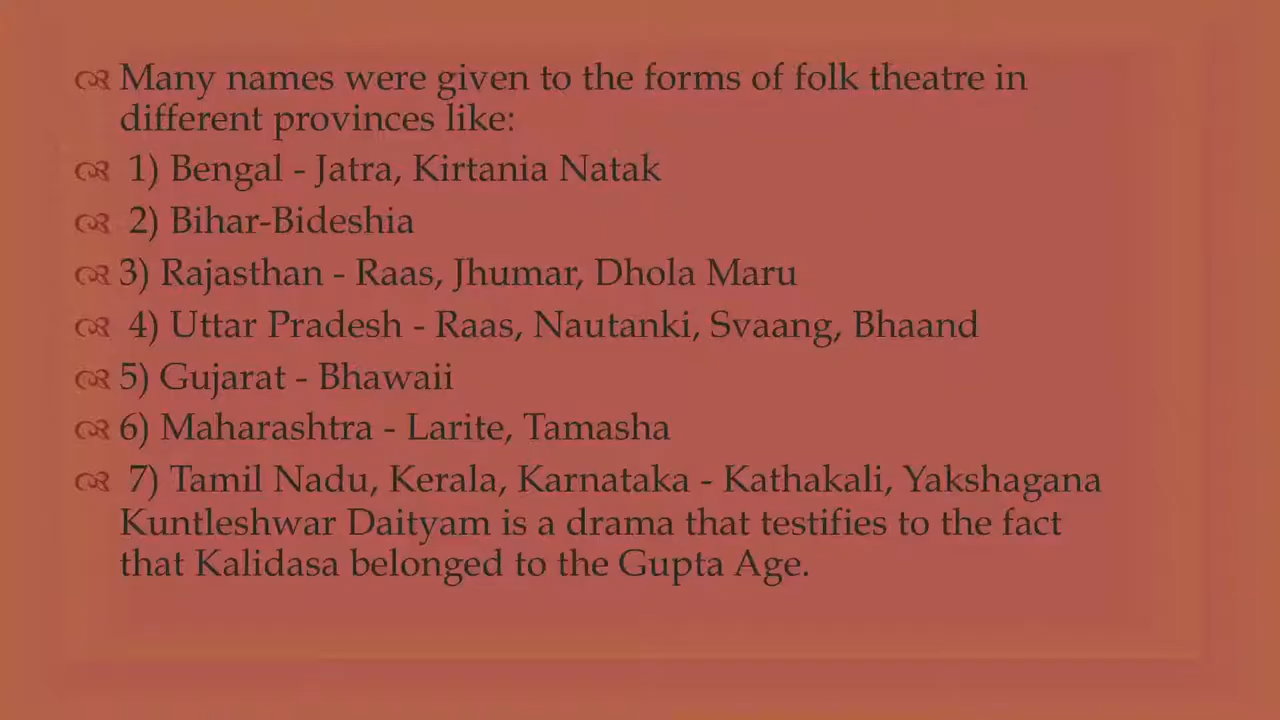 Many names were given to the forms of folk theatre in
different provinces like:
1) Bengal - Jatra, Kirtania Natak
2) Bihar-Bideshia
3) Rajasthan - Raas, Jhumar, Dhola Maru
4) Uttar Pradesh - Raas, Nautanki, Svaang, Bhaand
5) Gujarat - Bhawaii
6) Maharashtra - Larite, Tamasha
7) Tamil Nadu, Kerala, Karnataka - Kathakali, Yakshagana
Kuntleshwar Daityam is a drama that testifies to the fact
that Kalidasa belonged to the Gupta Age.